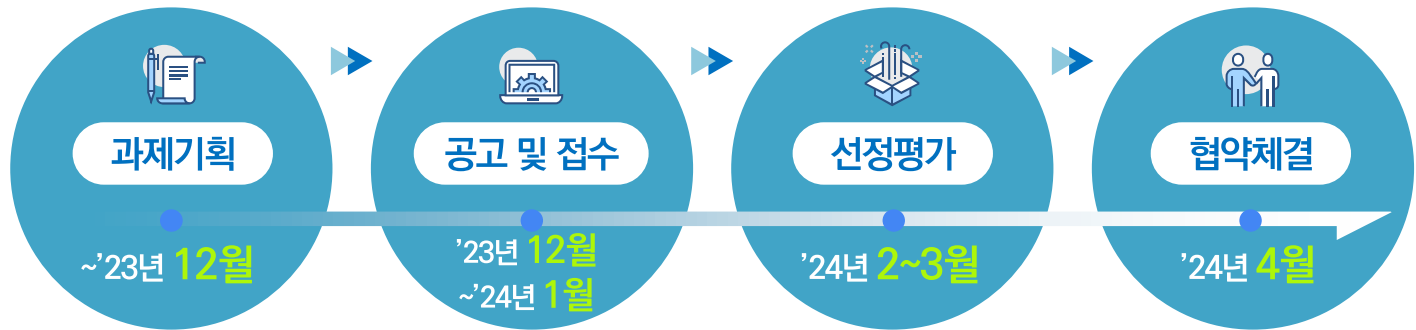 과제기획
공고 및 접수
선정평가
협약체결
~’23년 12월
’23년 12월
~’24년 1월
’24년 2~3월
’24년 4월